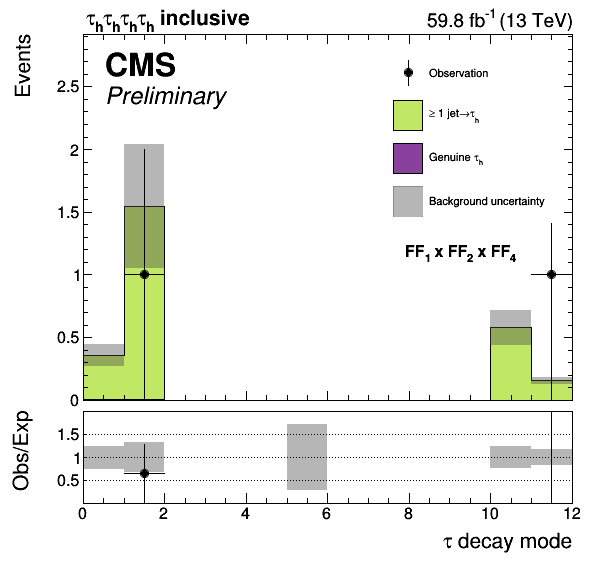 τhτhτhτh inclusive
59.8 fb-1 (13 TeV)
Events
CMS
Preliminary
Observation
≥ 1 jet→τh
Genuine τh
Background uncertainty
FF1 x FF2 x FF4
2.5
2
1.5
1
0.5
0
Obs/Exp
1.5
1
0.5
0 2 4 6 8 10 12
τ decay mode